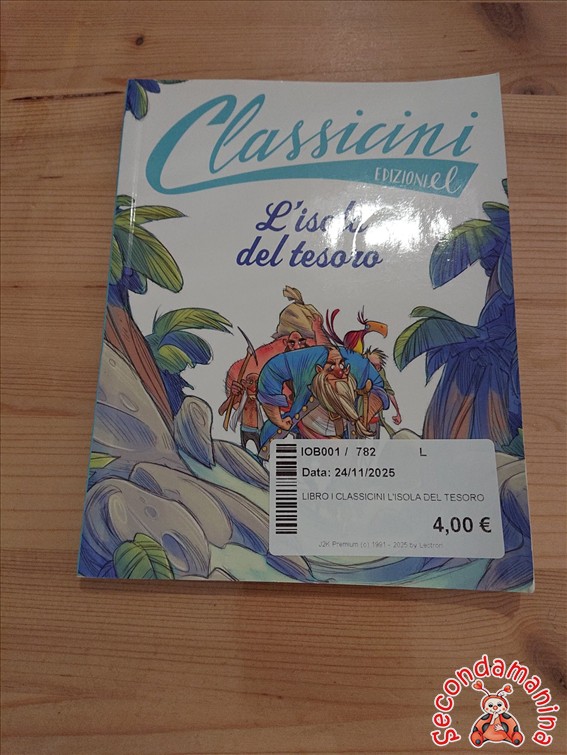 Classicini
EDIZIONI el
L'isola
del tesoro
IOB001 / 782 L
Data: 24/11/2025
LIBRO I CLASSICINI L'ISOLA DEL TESORO
4,00 €
J2K Premium (c) 1991 - 2025 by Lectron
secondamanina